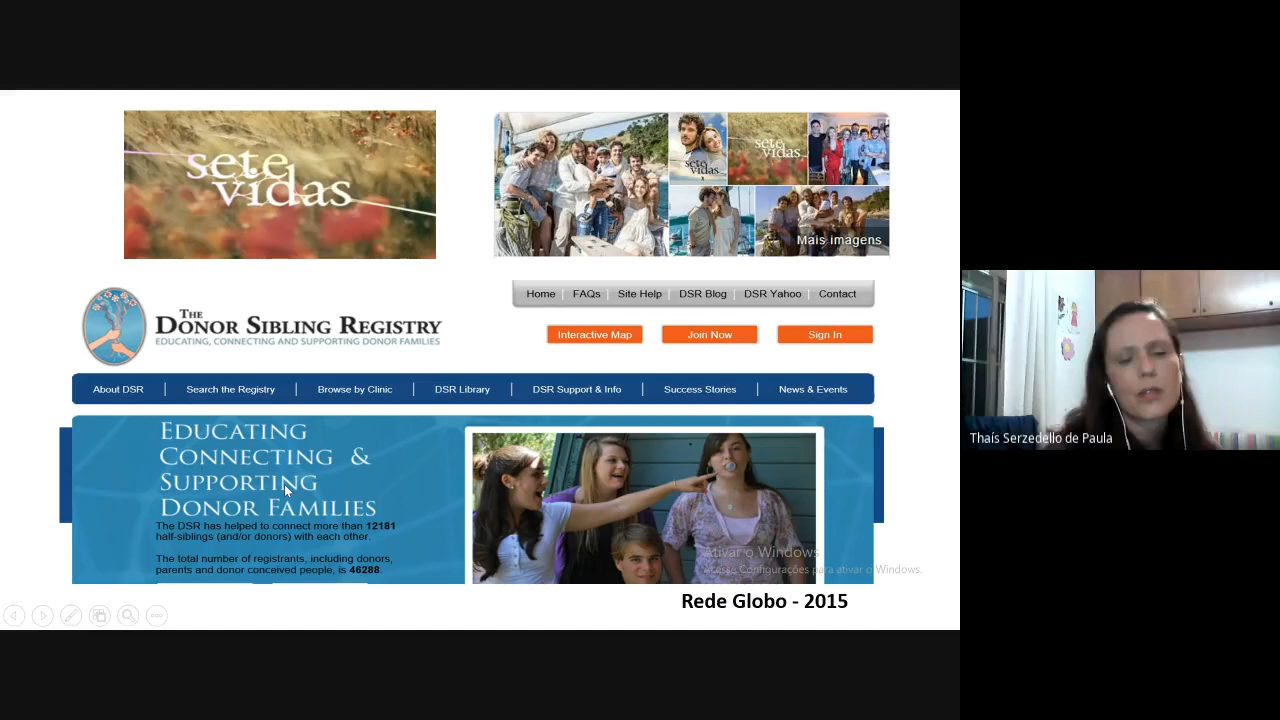 sete
vidas
sete
vidas
sete
vidas
Mais imagens
THE
DONOR SIBLING REGISTRY
EDUCATING, CONNECTING AND SUPPORTING DONOR FAMILIES
Home | FAQs | Site Help | DSR Blog | DSR Yahoo | Contact
Interactive Map Join Now Sign In
About DSR | Search the Registry | Browse by Clinic | DSR Library | DSR Support & Info | Success Stories | News & Events
EDUCATING
CONNECTING &
SUPPORTING
DONOR FAMILIES
The DSR has helped to connect more than 12181
half-siblings (and/or donors) with each other.
The total number of registrants, including donors,
parents and donor conceived people, is 46288.
Ativar o Windows
Acesse Configurações para ativar o Windows.
Rede Globo - 2015
Thaís Serzedello de Paula